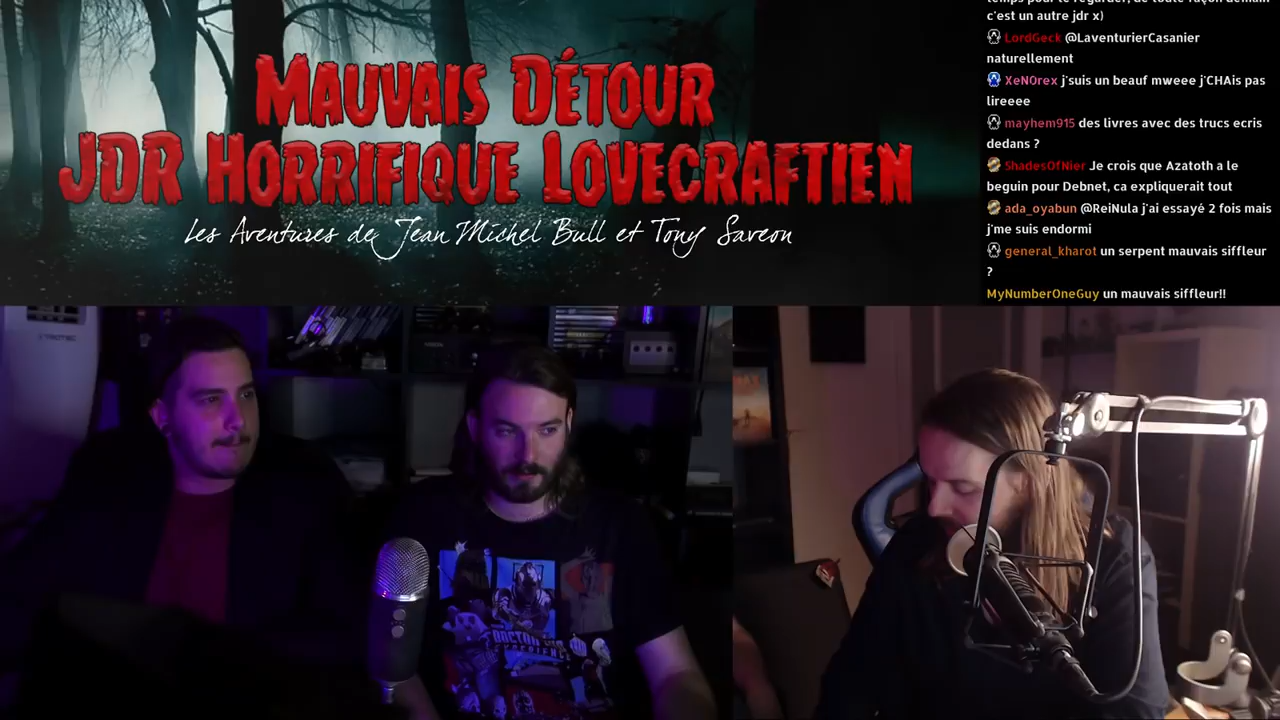 MAUVAIS DÉTOUR
JDR HORRIFIQUE LOVECRAFTIEN
Les Aventures de Jean Michel Bull et Tony Saveon
c'est un autre jdr x)
LordGeck @LaventurierCasanier
naturellement
XeN0rex j'suis un beauf mweee j'CHAis pas
lireeee
mayhem915 des livres avec des trucs ecris
dedans ?
ShadesOfNier Je crois que Azatoth a le
beguin pour Debnet, ca expliquerait tout
ada_oyabun @ReiNula j'ai essayé 2 fois mais
j'me suis endormi
general_kharot un serpent mauvais siffleur
?
MyNumberOneGuy un mauvais siffleur!!
DOCTOR WHO
EXPERIENCE